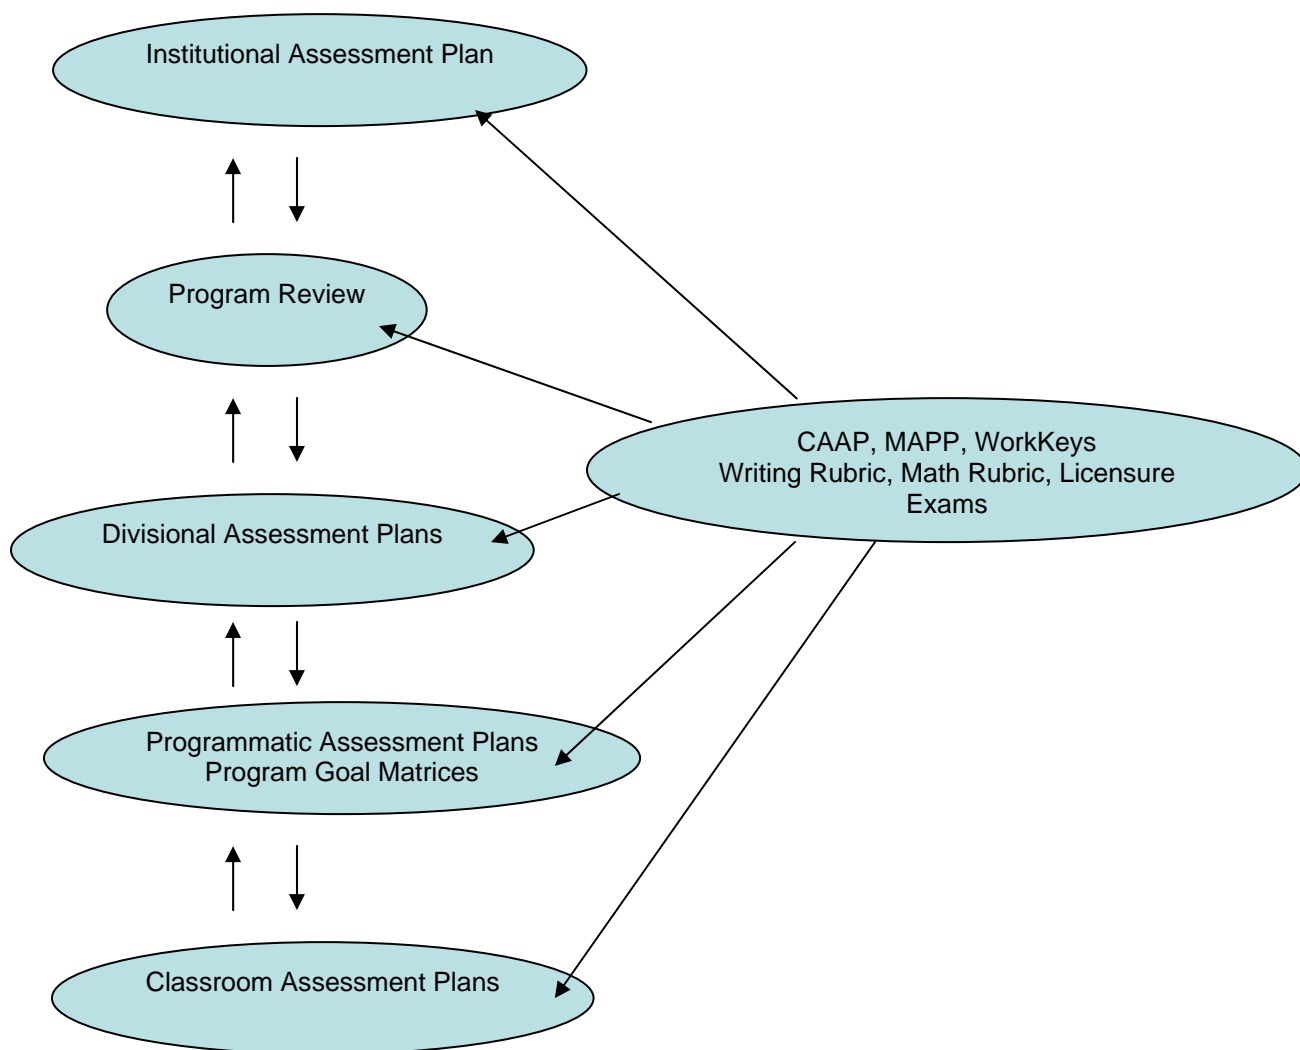 Institutional Assessment Plan
Program Review
CAAP, MAPP, WorkKeys
Writing Rubric, Math Rubric, Licensure
Exams
Divisional Assessment Plans
Programmatic Assessment Plans
Program Goal Matrices
Classroom Assessment Plans